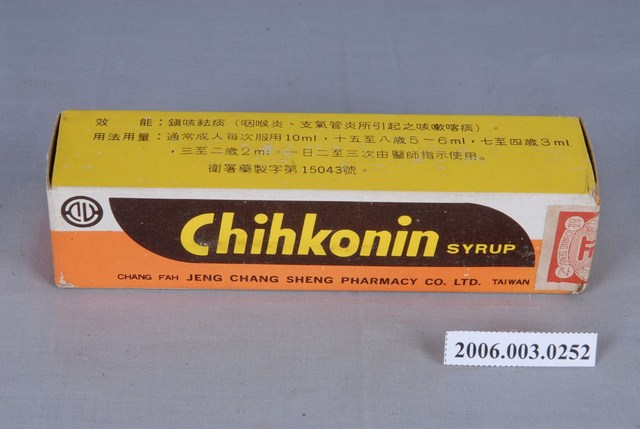 效 能：鎮咳祛痰（咽喉炎、支氣管炎所引起之咳嗽喀痰）。
用法用量：通常成人每次服用10ml，十五至八歲5～6ml，七至四歲3ml
，三至二歲2ml，一日二至三次由醫師指示使用。
衛署藥製字第15043號。
Chihkonin SYRUP
CHANG FAH JENG CHANG SHENG PHARMACY CO. LTD. TAIWAN
2006.003.0252